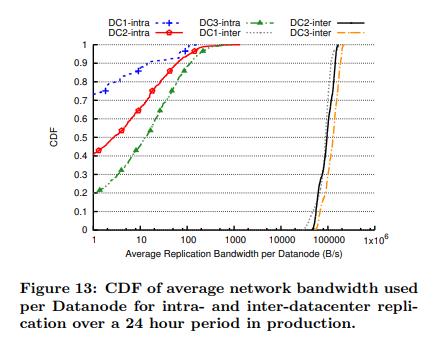 DC1-intra DC3-intra DC2-inter
DC2-intra DC1-inter DC3-inter
1
0.9
0.8
0.7
0.6
0.5
0.4
0.3
0.2
0.1
0
CDF
1 10 100 1000 10000 100000 1x10^6
Average Replication Bandwidth per Datanode (B/s)
Figure 13: CDF of average network bandwidth used
per Datanode for intra- and inter-datacenter repli-
cation over a 24 hour period in production.